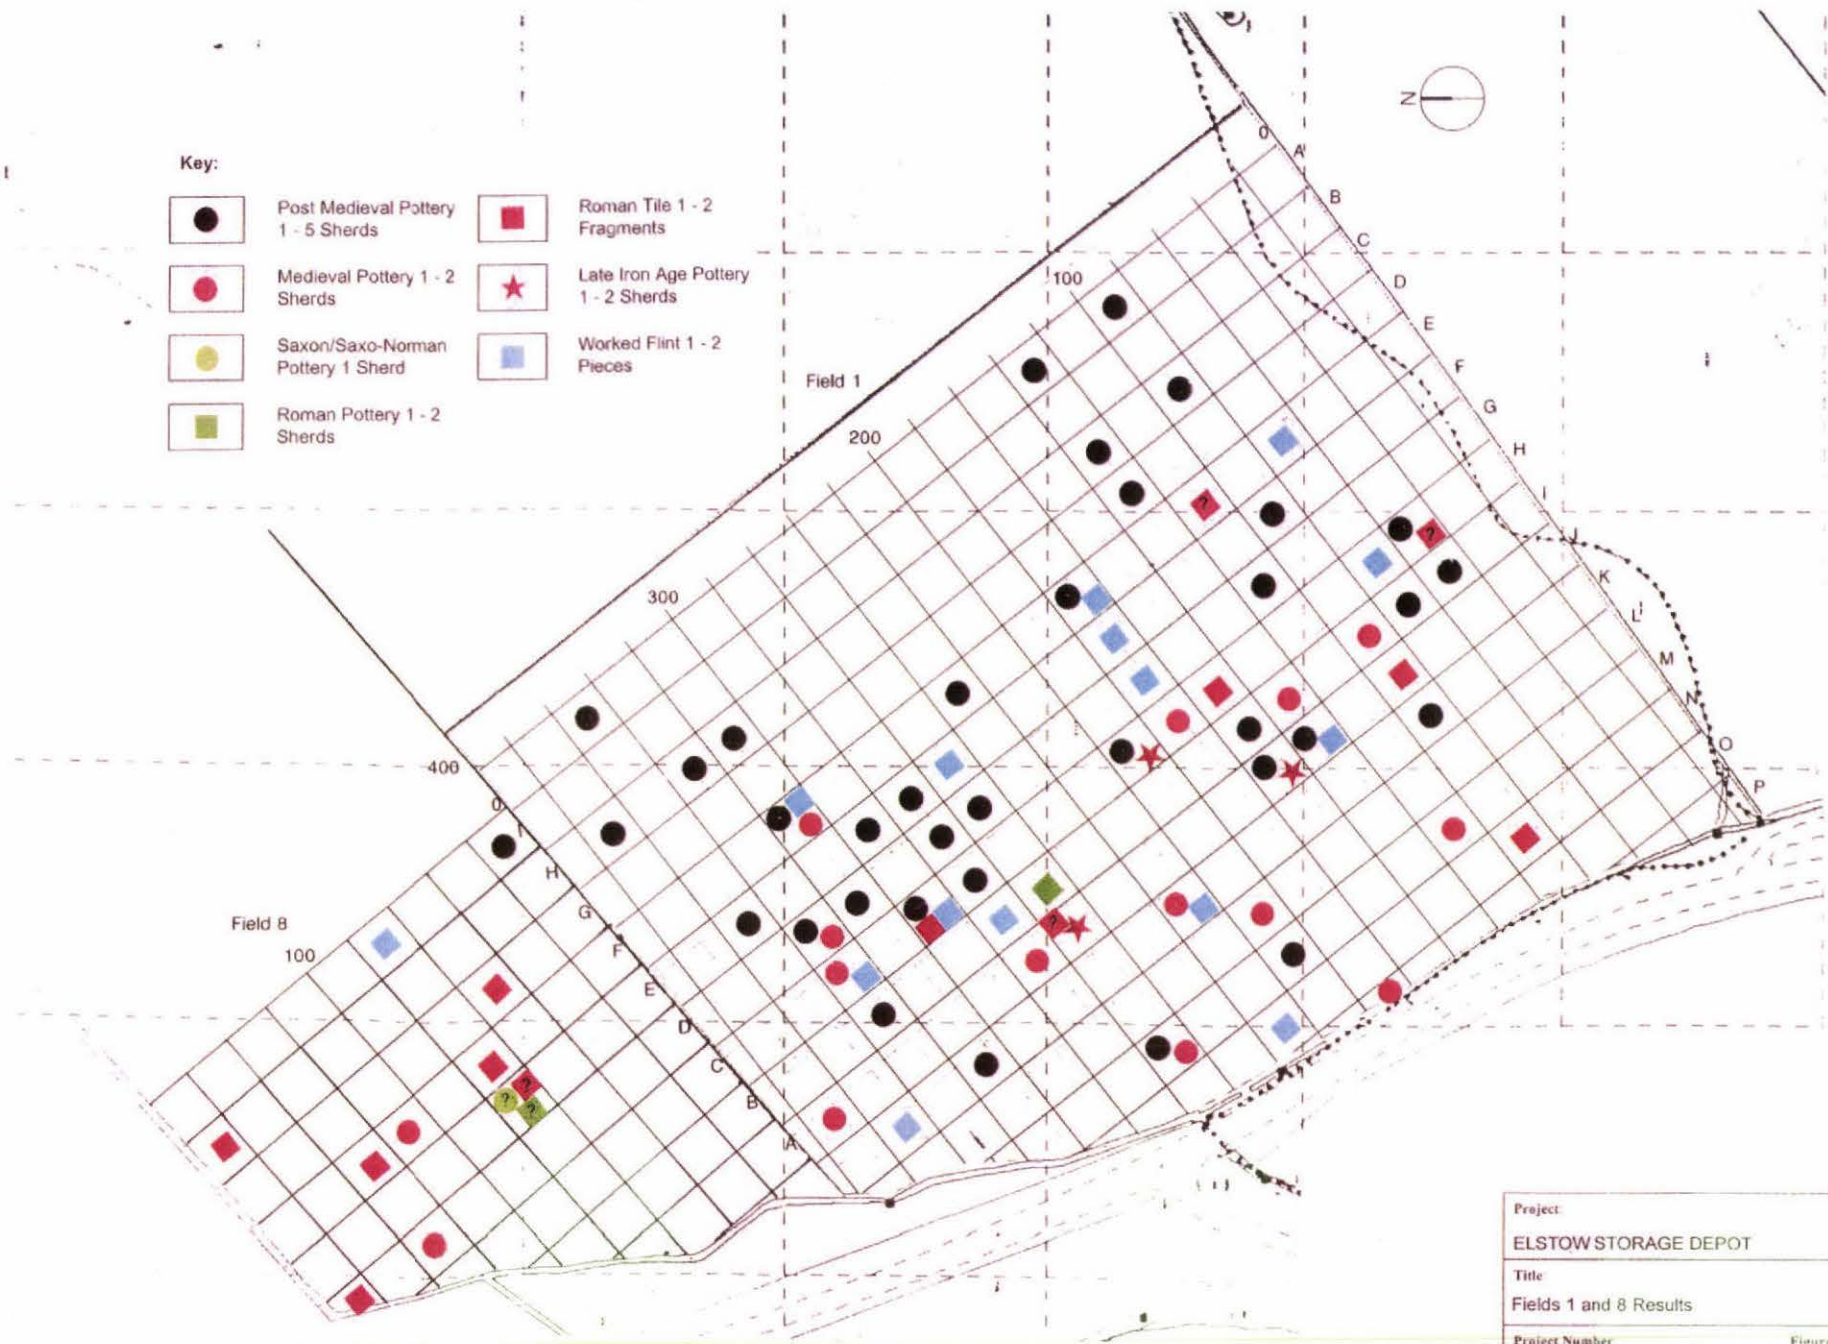 Key:
Post Medieval Pottery
1 - 5 Sherds
Medieval Pottery 1 - 2
Sherds
Saxon/Saxo-Norman
Pottery 1 Sherd
Roman Pottery 1 - 2
Sherds
Roman Tile 1 - 2
Fragments
Late Iron Age Pottery
1 - 2 Sherds
Worked Flint 1 - 2
Pieces
N
0
A
B
C
D
E
F
G
H
I
J
K
L
M
N
O
P
100
Field 1
200
300
400
?
?
?
0
I
H
G
F
E
D
C
B
A
Field 8
100
?
?
?
Project:
ELSTOW STORAGE DEPOT
Title
Fields 1 and 8 Results
Project Number